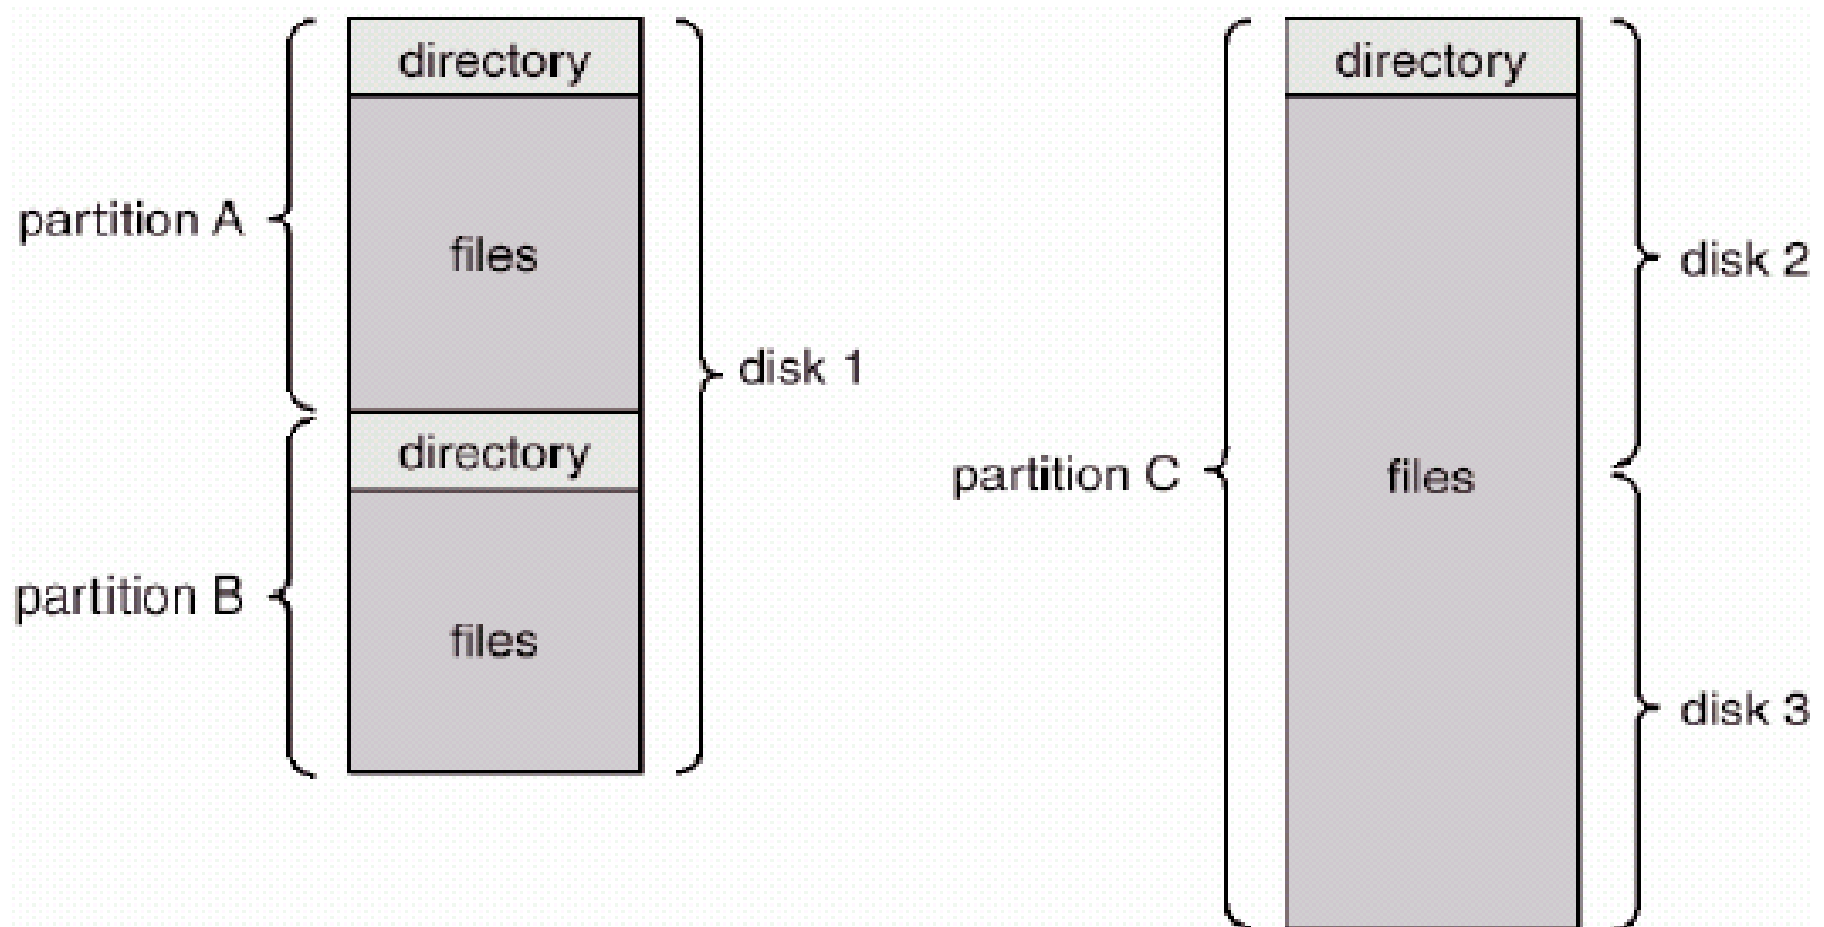 directory
files
partition A
directory
files
partition B
disk 1
directory
files
partition C
disk 2
disk 3